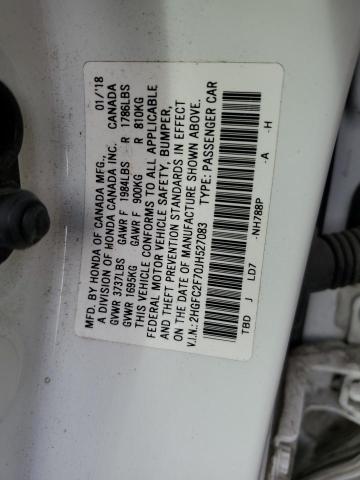 MFD. BY HONDA OF CANADA MFG., 01/'18
A DIVISION OF HONDA CANADA INC. CANADA
GVWR 3737LBS GAWR F 1984LBS R 1786LBS
GVWR 1695KG GAWR F 900KG R 810KG
THIS VEHICLE CONFORMS TO ALL APPLICABLE
FEDERAL MOTOR VEHICLE SAFETY, BUMPER,
AND THEFT PREVENTION STANDARDS IN EFFECT
ON THE DATE OF MANUFACTURE SHOWN ABOVE.
V.I.N.: 2HGFC2F70JH527083 TYPE: PASSENGER CAR
TBD J LD7 -NH788P -A -H